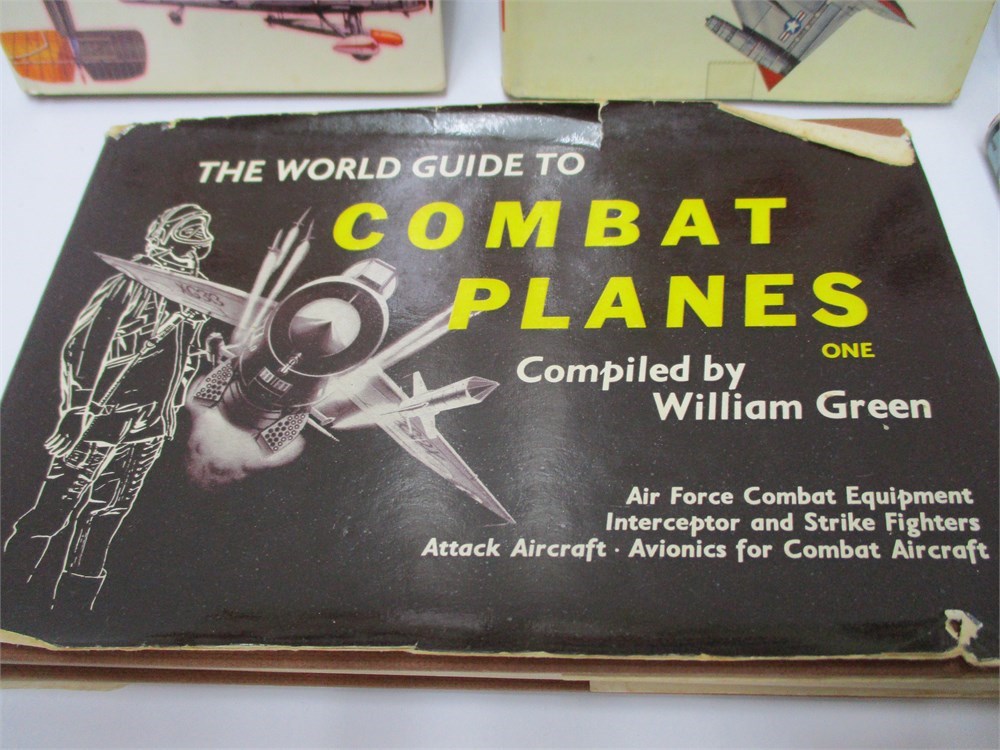 THE WORLD GUIDE TO
COMBAT
PLANES
ONE
Compiled by
William Green
Air Force Combat Equipment
Interceptor and Strike Fighters
Attack Aircraft · Avionics for Combat Aircraft